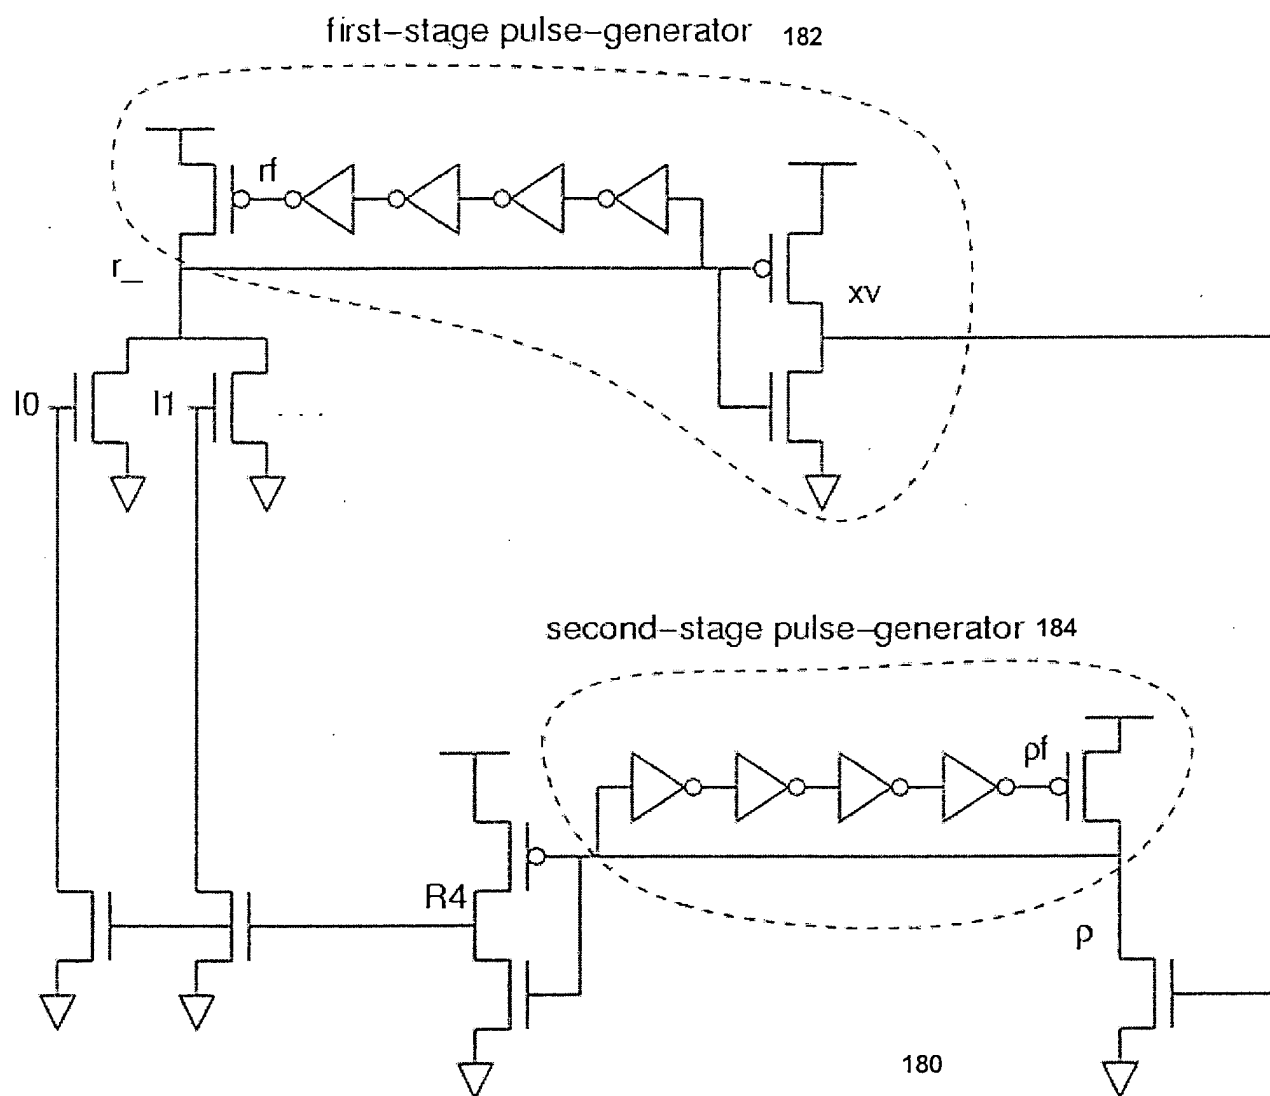 first–stage pulse–generator 182
rf
r_
xv
I0
I1
. . .
second–stage pulse–generator 184
ρf
R4
ρ
180